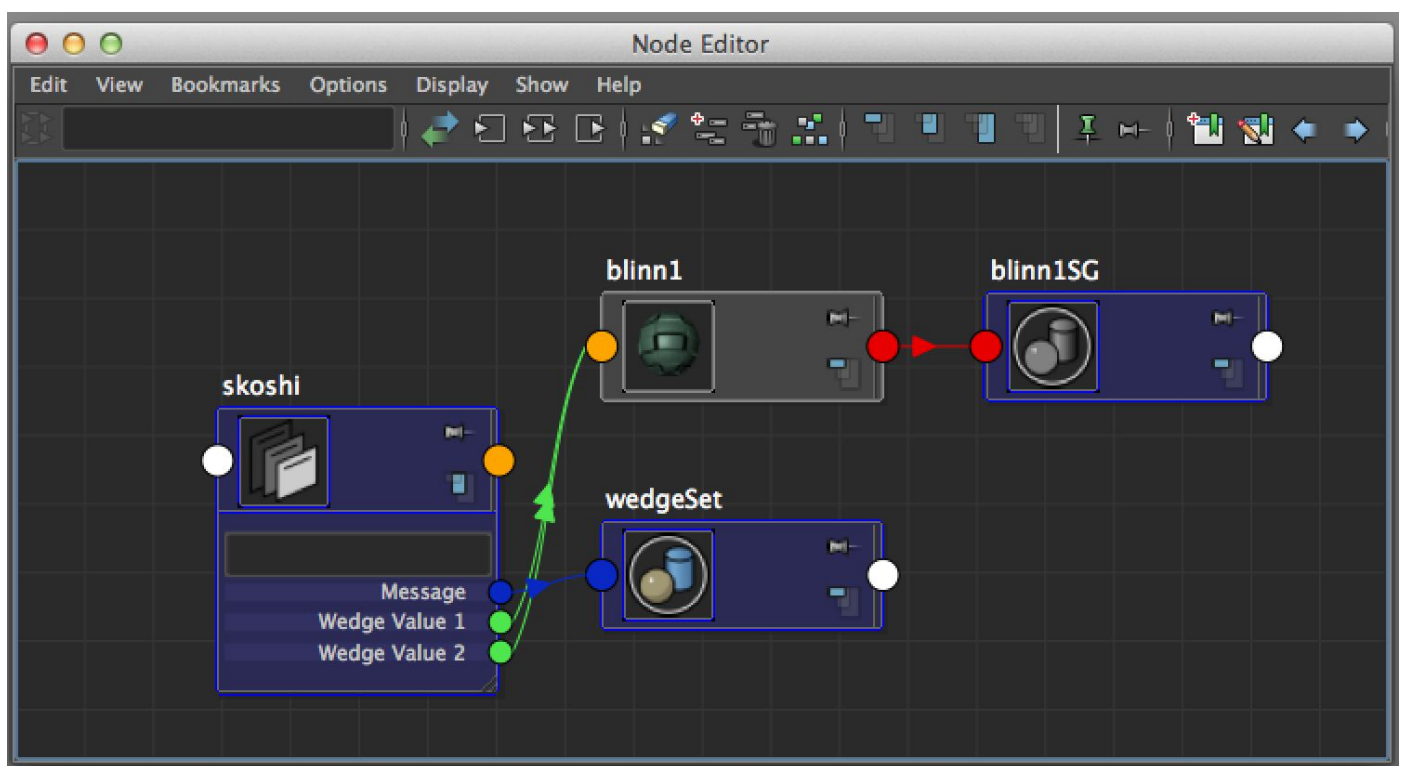 Node Editor
Edit View Bookmarks Options Display Show Help
blinn1
blinn1SG
skoshi
wedgeSet
Message
Wedge Value 1
Wedge Value 2